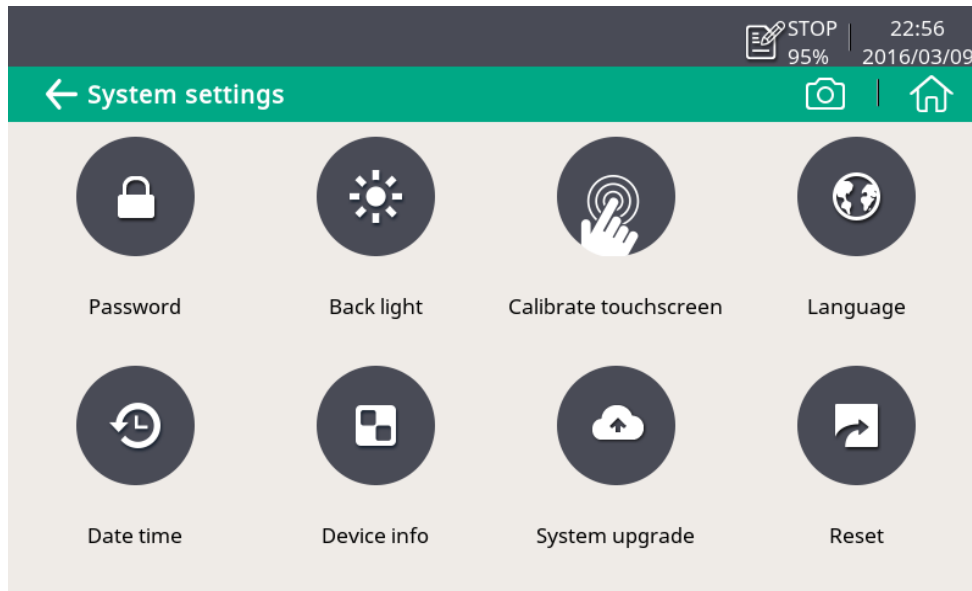 STOP 22:56
95% 2016/03/09
System settings
Password Back light Calibrate touchscreen Language
Date time Device info System upgrade Reset